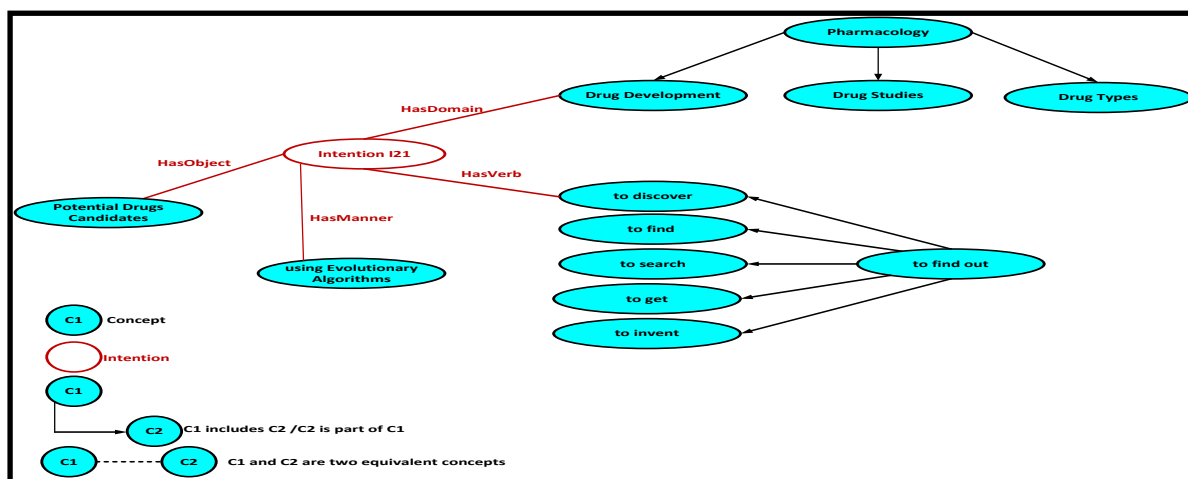 Pharmacology
Drug Development
Drug Studies
Drug Types
HasDomain
Intention I21
HasObject
HasVerb
Potential Drugs
Candidates
to discover
HasManner
to find
using Evolutionary
Algorithms
to search
to find out
to get
to invent
C1 Concept
Intention
C1
C2 C1 includes C2 /C2 is part of C1
C1 C2 C1 and C2 are two equivalent concepts